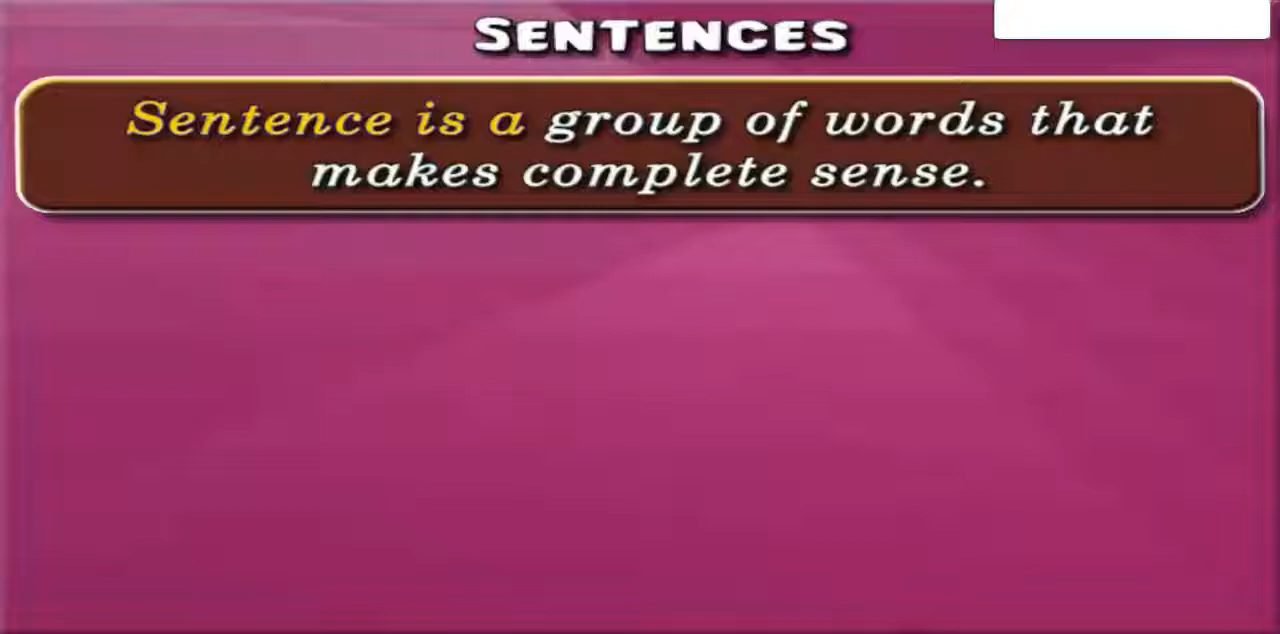 SENTENCES
Sentence is a group of words that
makes complete sense.